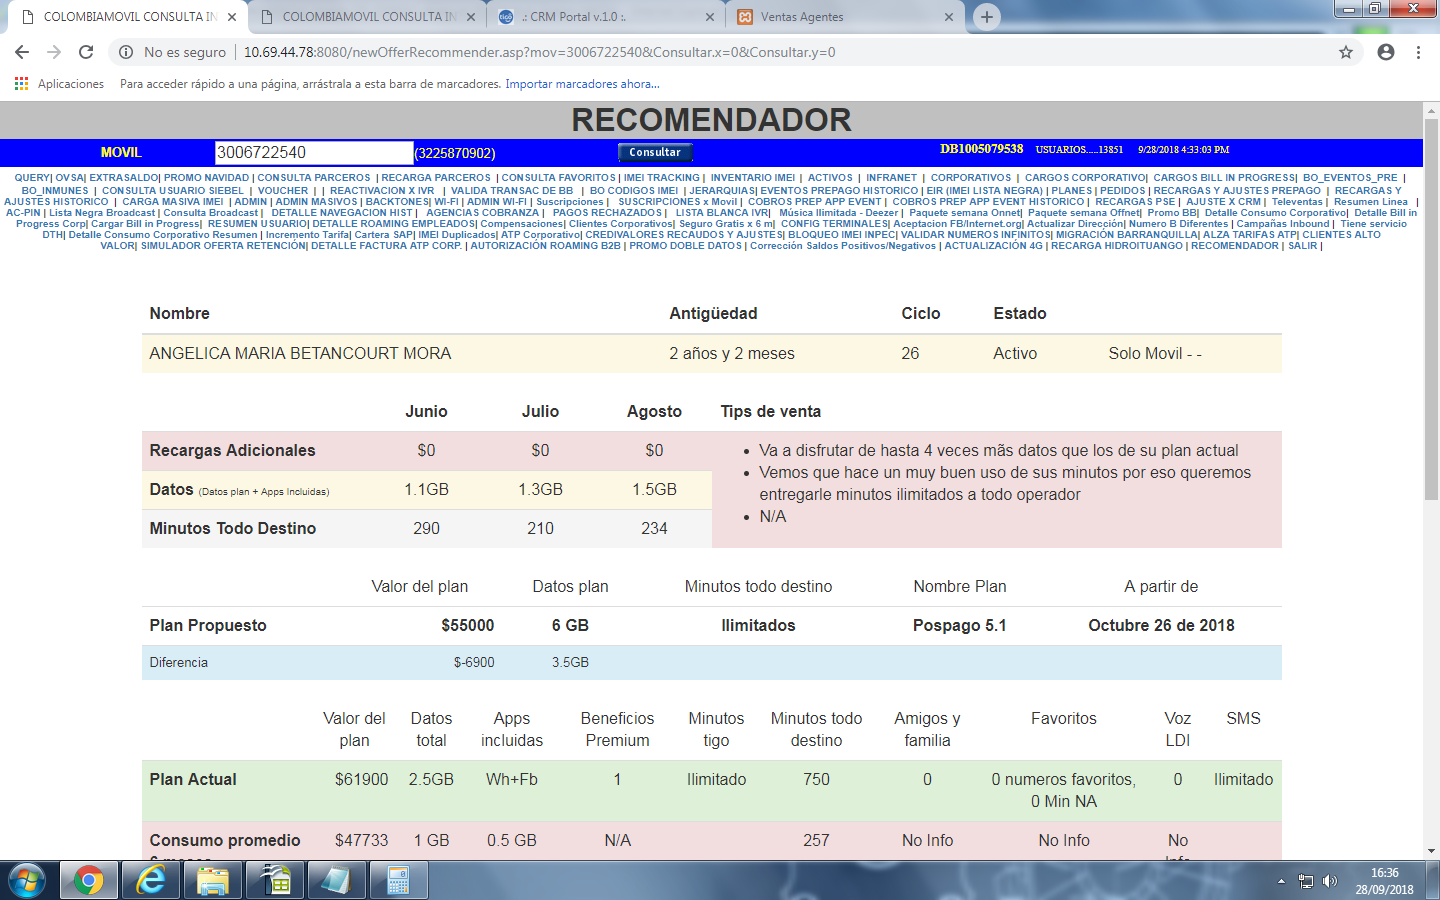 COLOMBIAMOVIL CONSULTA IN
COLOMBIAMOVIL CONSULTA IN
.: CRM Portal v.1.0 :.
Ventas Agentes
No es seguro | 10.69.44.78:8080/newOfferRecommender.asp?mov=3006722540&Consultar.x=0&Consultar.y=0
Aplicaciones Para acceder rápido a una página, arrástrala a esta barra de marcadores. Importar marcadores ahora...
RECOMENDADOR
MOVIL 3006722540 (3225870902) Consultar DB1005079538 USUARIOS.....13851 9/28/2018 4:33:03 PM
QUERY| OVSA| EXTRASALDO| PROMO NAVIDAD | CONSULTA PARCEROS | RECARGA PARCEROS | CONSULTA FAVORITOS | IMEI TRACKING | INVENTARIO IMEI | ACTIVOS | INFRANET | CORPORATIVOS | CARGOS CORPORATIVO| CARGOS BILL IN PROGRESS| BO_EVENTOS_PRE |
BO_INMUNES | CONSULTA USUARIO SIEBEL | VOUCHER | | REACTIVACION X IVR | VALIDA TRANSAC DE BB | BO CODIGOS IMEI | JERARQUIAS| EVENTOS PREPAGO HISTORICO | EIR (IMEI LISTA NEGRA) | PLANES | PEDIDOS | RECARGAS Y AJUSTES PREPAGO | RECARGAS Y
AJUSTES HISTORICO | CARGA MASIVA IMEI | ADMIN | ADMIN MASIVOS | BACKTONES| WI-FI | ADMIN WI-FI | Suscripciones | SUSCRIPCIONES x Movil | COBROS PREP APP EVENT | COBROS PREP APP EVENT HISTORICO | RECARGAS PSE | AJUSTE X CRM | Televentas | Resumen Linea |
AC-PIN | Lista Negra Broadcast | Consulta Broadcast | DETALLE NAVEGACION HIST | AGENCIAS COBRANZA | PAGOS RECHAZADOS | LISTA BLANCA IVR| Música Ilimitada - Deezer | Paquete semana Onnet| Paquete semana Offnet| Promo BB| Detalle Consumo Corporativo| Detalle Bill in
Progress Corp| Cargar Bill in Progress| RESUMEN USUARIO| DETALLE ROAMING EMPLEADOS| Compensaciones| Clientes Corporativos| Seguro Gratis x 6 m| CONFIG TERMINALES| Aceptacion FB/Internet.org| Actualizar Dirección| Numero B Diferentes | Campañas Inbound | Tiene servicio
DTH| Detalle Consumo Corporativo Resumen | Incremento Tarifa| Cartera SAP| IMEI Duplicados| ATP Corporativo| CREDIVALORES RECAUDOS Y AJUSTES| BLOQUEO IMEI INPEC| VALIDAR NUMEROS INFINITOS| MIGRACIÓN BARRANQUILLA| ALZA TARIFAS ATP| CLIENTES ALTO
VALOR| SIMULADOR OFERTA RETENCIÓN| DETALLE FACTURA ATP CORP. | AUTORIZACIÓN ROAMING B2B | PROMO DOBLE DATOS | Corrección Saldos Positivos/Negativos | ACTUALIZACIÓN 4G | RECARGA HIDROITUANGO | RECOMENDADOR | SALIR |
Nombre Antigüedad Ciclo Estado
ANGELICA MARIA BETANCOURT MORA 2 años y 2 meses 26 Activo Solo Movil - -
Junio Julio Agosto Tips de venta
Recargas Adicionales $0 $0 $0
Datos (Datos plan + Apps Incluidas) 1.1GB 1.3GB 1.5GB
Minutos Todo Destino 290 210 234
• Va a disfrutar de hasta 4 veces mãs datos que los de su plan actual
• Vemos que hace un muy buen uso de sus minutos por eso queremos
entregarle minutos ilimitados a todo operador
• N/A
Valor del plan Datos plan Minutos todo destino Nombre Plan A partir de
Plan Propuesto $55000 6 GB Ilimitados Pospago 5.1 Octubre 26 de 2018
Diferencia $-6900 3.5GB
Valor del Datos Apps Beneficios Minutos Minutos todo Amigos y Favoritos Voz SMS
plan total incluidas Premium tigo destino familia LDI
Plan Actual $61900 2.5GB Wh+Fb 1 Ilimitado 750 0 0 numeros favoritos, 0 Ilimitado
0 Min NA
Consumo promedio $47733 1 GB 0.5 GB N/A 257 No Info No Info No
16:36
28/09/2018